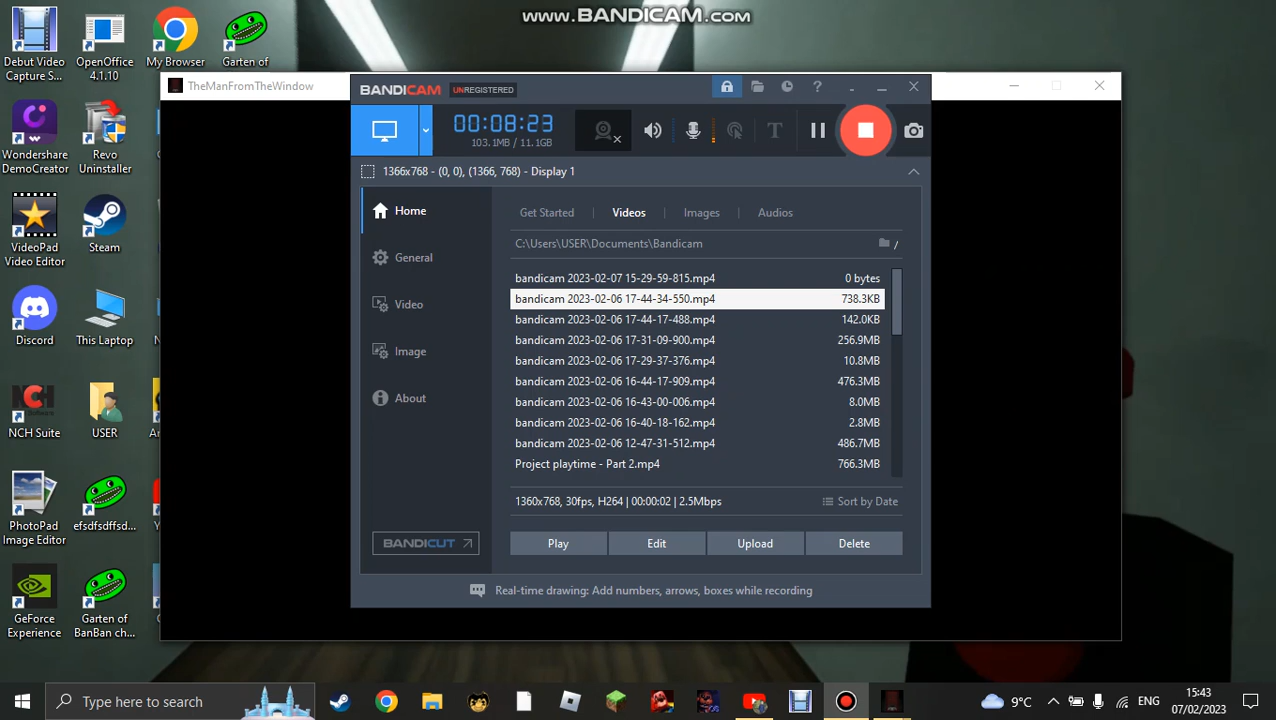 www.BANDICAM.com
Debut Video
Capture S...
OpenOffice
4.1.10
My Browser
Garten of
Wondershare
DemoCreator
Revo
Uninstaller
VideoPad
Video Editor
Steam
Discord
This Laptop
NCH Suite
USER
PhotoPad
Image Editor
efsdfsdffsd...
GeForce
Experience
Garten of
BanBan ch...
TheManFromTheWindow
BANDICAM UNREGISTERED
00:08:23
103.1MB / 11.1GB
1366x768 - (0, 0), (1366, 768) - Display 1
Home
General
Video
Image
About
BANDICUT
Get Started
Videos
Images
Audios
C:\Users\USER\Documents\Bandicam
bandicam 2023-02-07 15-29-59-815.mp4 0 bytes
bandicam 2023-02-06 17-44-34-550.mp4 738.3KB
bandicam 2023-02-06 17-44-17-488.mp4 142.0KB
bandicam 2023-02-06 17-31-09-900.mp4 256.9MB
bandicam 2023-02-06 17-29-37-376.mp4 10.8MB
bandicam 2023-02-06 16-44-17-909.mp4 476.3MB
bandicam 2023-02-06 16-43-00-006.mp4 8.0MB
bandicam 2023-02-06 16-40-18-162.mp4 2.8MB
bandicam 2023-02-06 12-47-31-512.mp4 486.7MB
Project playtime - Part 2.mp4 766.3MB
1360x768, 30fps, H264 | 00:00:02 | 2.5Mbps
Sort by Date
Play
Edit
Upload
Delete
Real-time drawing: Add numbers, arrows, boxes while recording
Type here to search
9°C
ENG
15:43
07/02/2023